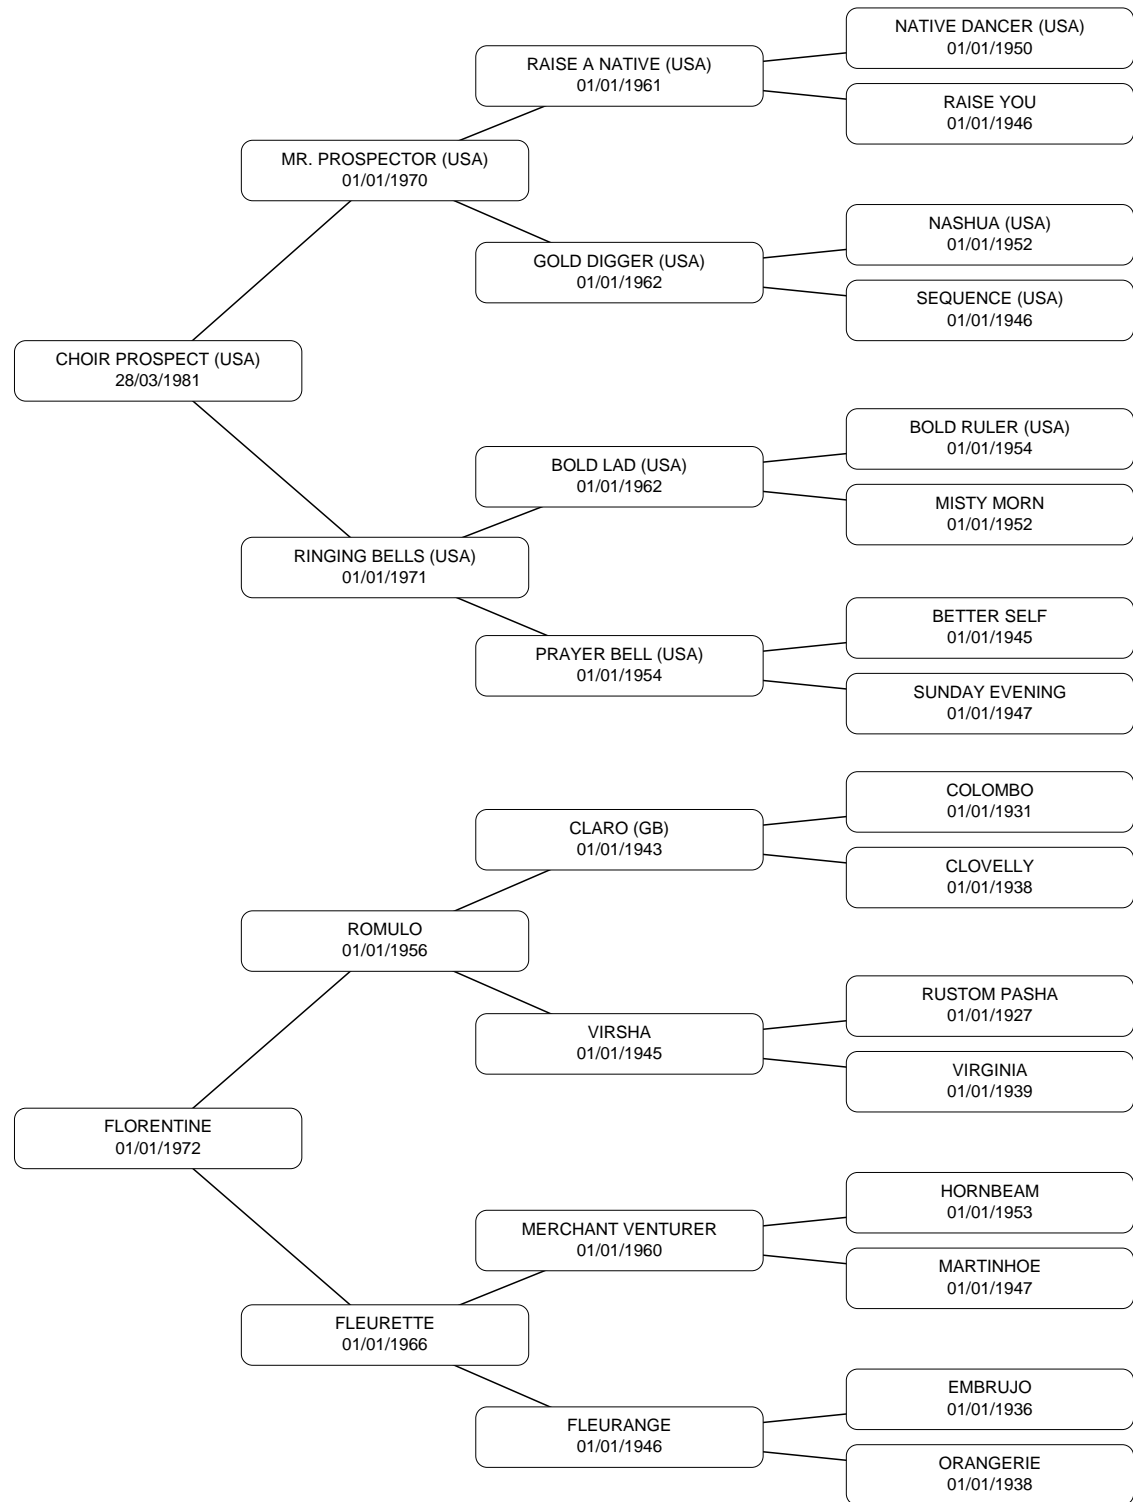 NATIVE DANCER (USA)
01/01/1950
RAISE A NATIVE (USA)
01/01/1961
RAISE YOU
01/01/1946
MR. PROSPECTOR (USA)
01/01/1970
NASHUA (USA)
01/01/1952
GOLD DIGGER (USA)
01/01/1962
SEQUENCE (USA)
01/01/1946
CHOIR PROSPECT (USA)
28/03/1981
BOLD RULER (USA)
01/01/1954
BOLD LAD (USA)
01/01/1962
MISTY MORN
01/01/1952
RINGING BELLS (USA)
01/01/1971
BETTER SELF
01/01/1945
PRAYER BELL (USA)
01/01/1954
SUNDAY EVENING
01/01/1947
COLOMBO
01/01/1931
CLARO (GB)
01/01/1943
CLOVELLY
01/01/1938
ROMULO
01/01/1956
RUSTOM PASHA
01/01/1927
VIRSHA
01/01/1945
VIRGINIA
01/01/1939
FLORENTINE
01/01/1972
HORNBEAM
01/01/1953
MERCHANT VENTURER
01/01/1960
MARTINHOE
01/01/1947
FLEURETTE
01/01/1966
EMBRUJO
01/01/1936
FLEURANGE
01/01/1946
ORANGERIE
01/01/1938